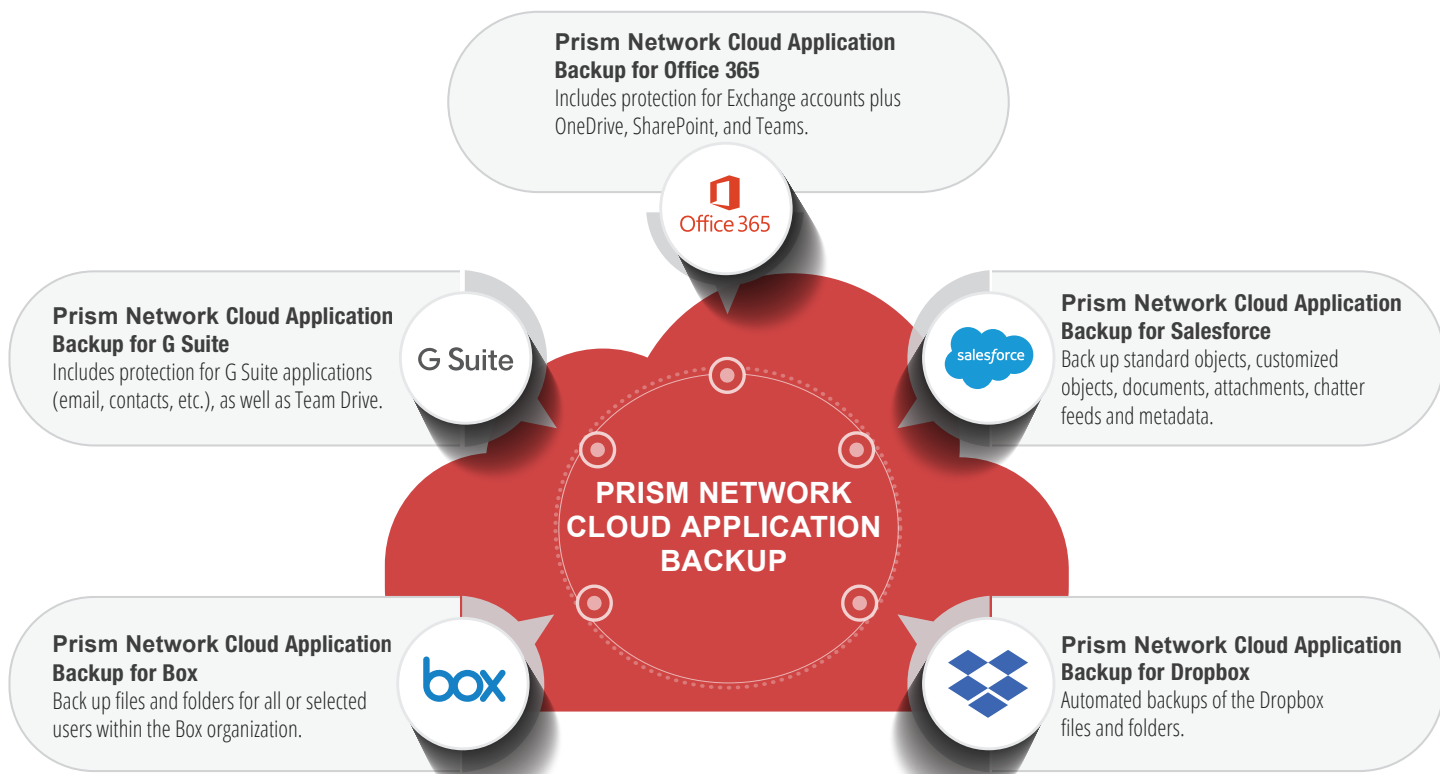 Prism Network Cloud Application
Backup for Office 365
Includes protection for Exchange accounts plus
OneDrive, SharePoint, and Teams.
Office 365
Prism Network Cloud Application
Backup for G Suite
Includes protection for G Suite applications
(email, contacts, etc.), as well as Team Drive.
G Suite
salesforce
Prism Network Cloud Application
Backup for Salesforce
Back up standard objects, customized
objects, documents, attachments, chatter
feeds and metadata.
PRISM NETWORK
CLOUD APPLICATION
BACKUP
Prism Network Cloud Application
Backup for Box
Back up files and folders for all or selected
users within the Box organization.
box
Prism Network Cloud Application
Backup for Dropbox
Automated backups of the Dropbox
files and folders.